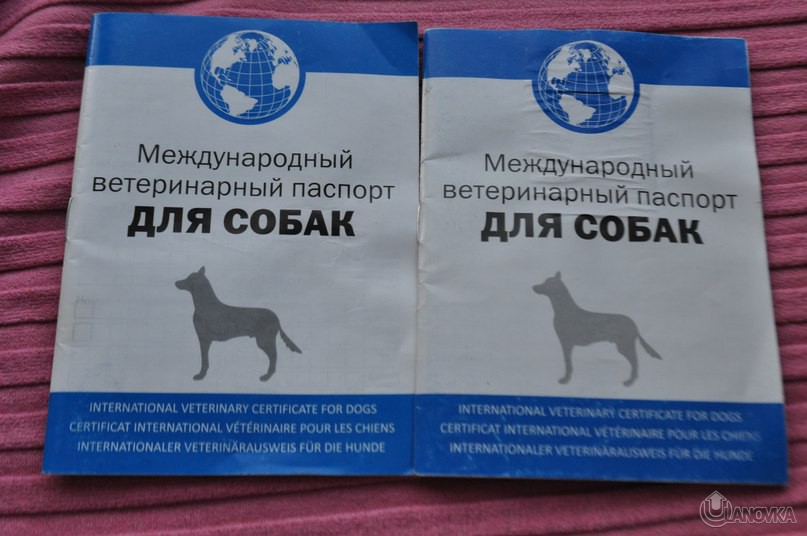 Международный
ветеринарный паспорт
ДЛЯ СОБАК
INTERNATIONAL VETERINARY CERTIFICATE FOR DOGS
CERTIFICAT INTERNATIONAL VÉTÉRINAIRE POUR LES CHIENS
INTERNATIONALER VETERINÄRAUSWEIS FÜR DIE HUNDE
Международный
ветеринарный паспорт
ДЛЯ СОБАК
INTERNATIONAL VETERINARY CERTIFICATE FOR DOGS
CERTIFICAT INTERNATIONAL VÉTÉRINAIRE POUR LES CHIENS
INTERNATIONALER VETERINÄRAUSWEIS FÜR DIE HUNDE
ULANOVKA